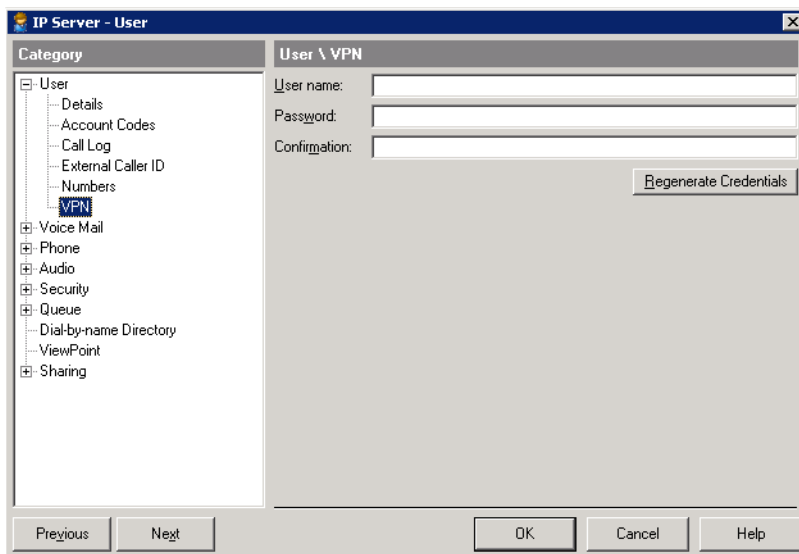 IP Server - User
Category
User \ VPN
User
Details
Account Codes
Call Log
External Caller ID
Numbers
VPN
Voice Mail
Phone
Audio
Security
Queue
Dial-by-name Directory
ViewPoint
Sharing
User name:
Password:
Confirmation:
Regenerate Credentials
Previous
Next
OK
Cancel
Help